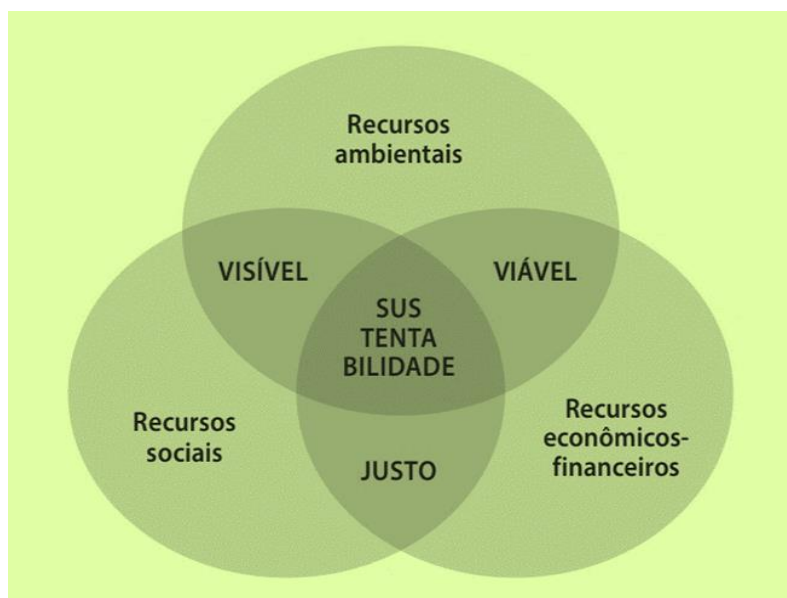 Recursos
ambientais
VISÍVEL
VIÁVEL
SUS
TENTA
BILIDADE
Recursos
sociais
Recursos
econômicos-
financeiros
JUSTO